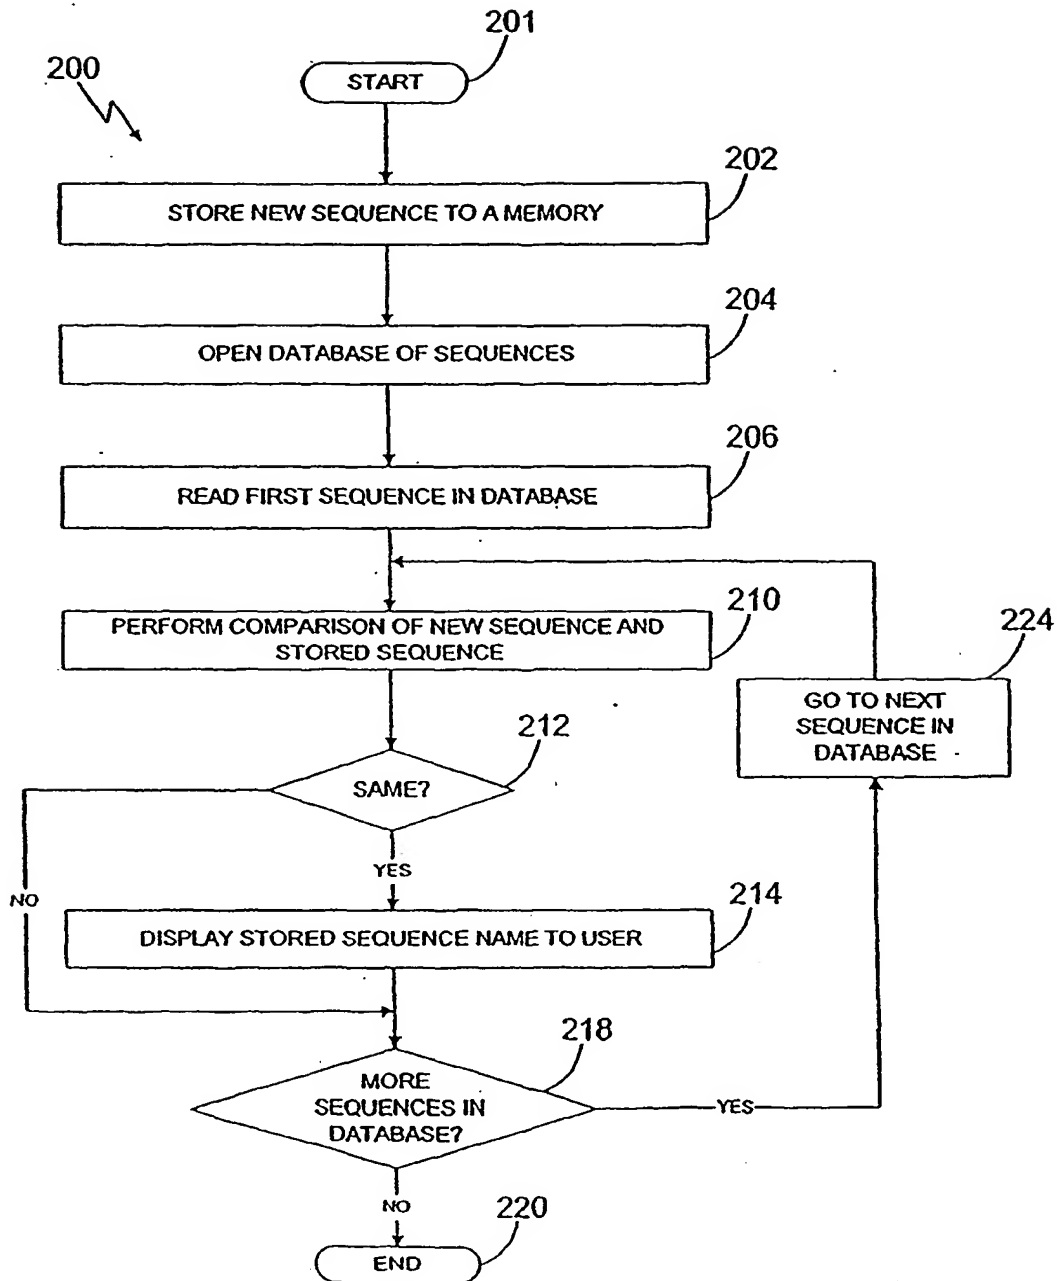 201
200
START
202
STORE NEW SEQUENCE TO A MEMORY
204
OPEN DATABASE OF SEQUENCES
206
READ FIRST SEQUENCE IN DATABASE
210
PERFORM COMPARISON OF NEW SEQUENCE AND
STORED SEQUENCE
224
GO TO NEXT
SEQUENCE IN
DATABASE
212
SAME?
YES
NO
214
DISPLAY STORED SEQUENCE NAME TO USER
218
MORE
SEQUENCES IN
DATABASE?
YES
NO
220
END